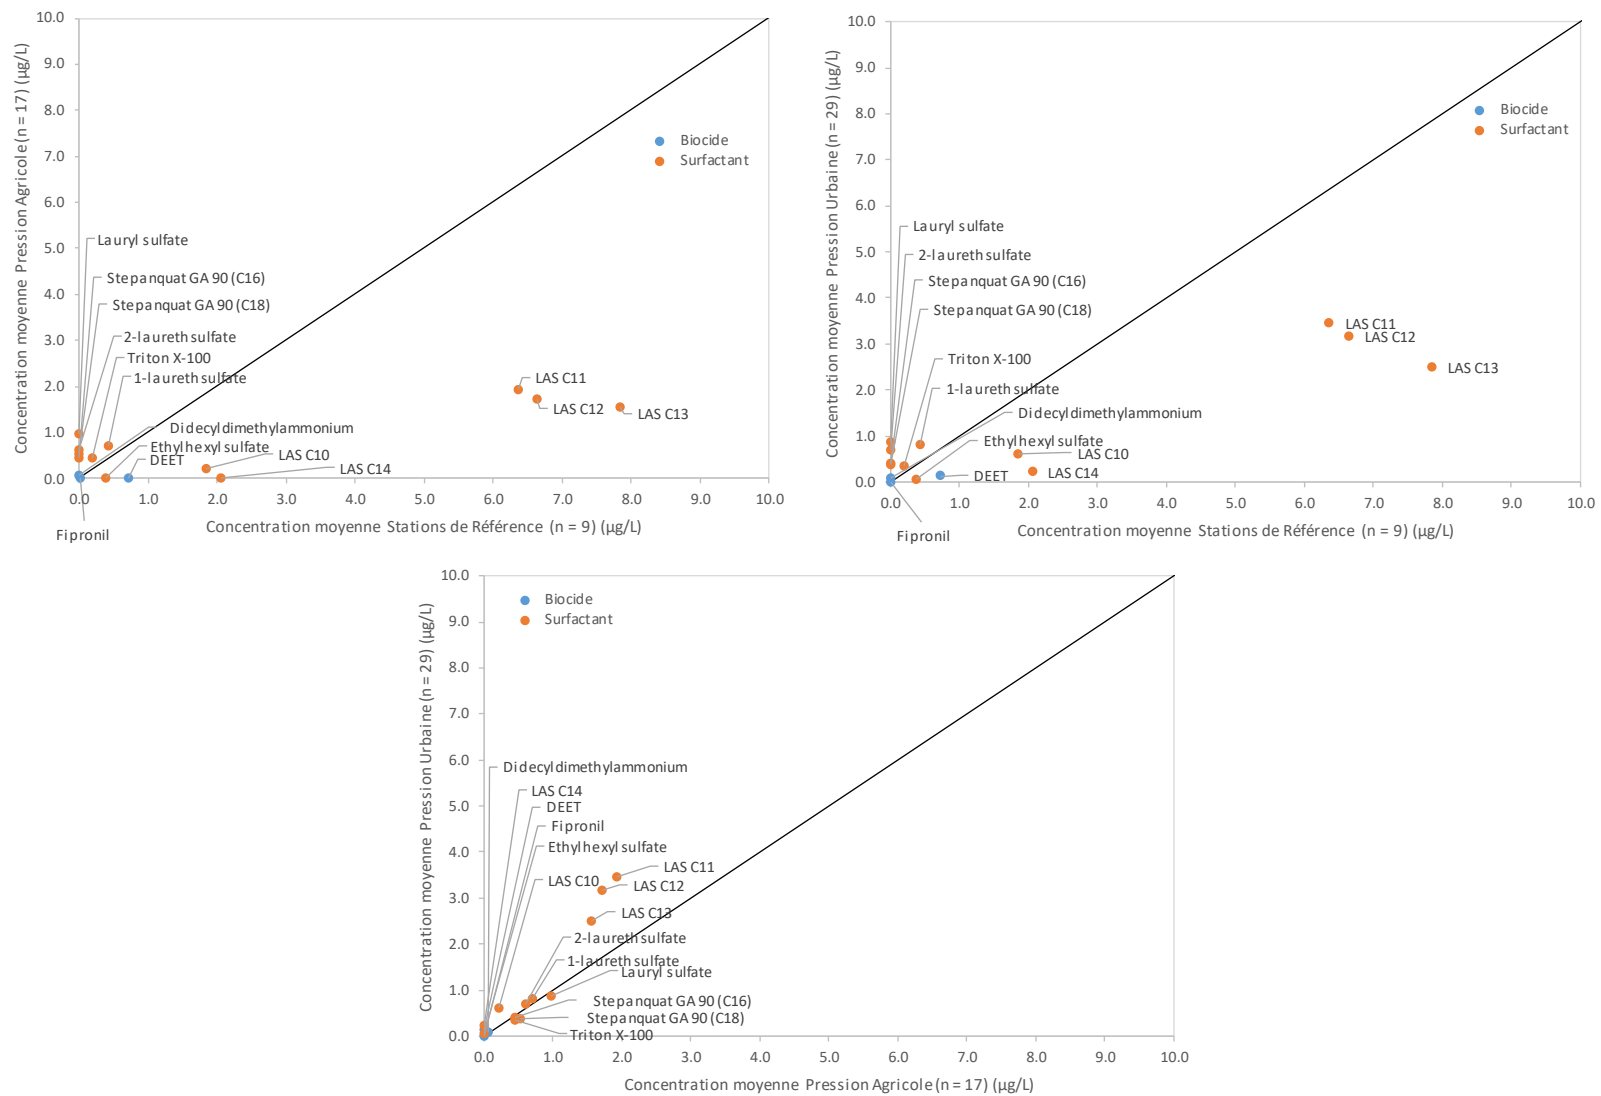 Concentration moyenne Pression Agricole (n = 17) (µg/L)
10.0
9.0
8.0
7.0
6.0
5.0
4.0
3.0
2.0
1.0
0.0
Biocide
Surfactant
Lauryl sulfate
Stepanquat GA 90 (C16)
Stepanquat GA 90 (C18)
2-laureth sulfate
Triton X-100
1-laureth sulfate
LAS C11
LAS C12
LAS C13
Didecyldimethylammonium
Ethylhexyl sulfate
DEET
LAS C10
LAS C14
0.0 1.0 2.0 3.0 4.0 5.0 6.0 7.0 8.0 9.0 10.0
Fipronil
Concentration moyenne Stations de Référence (n = 9) (µg/L)
Concentration moyenne Pression Urbaine (n = 29) (µg/L)
10.0
9.0
8.0
7.0
6.0
5.0
4.0
3.0
2.0
1.0
0.0
Biocide
Surfactant
Lauryl sulfate
2-laureth sulfate
Stepanquat GA 90 (C16)
Stepanquat GA 90 (C18)
LAS C11
LAS C12
Triton X-100
LAS C13
1-laureth sulfate
Didecyldimethylammonium
Ethylhexyl sulfate
LAS C10
DEET
LAS C14
0.0 1.0 2.0 3.0 4.0 5.0 6.0 7.0 8.0 9.0 10.0
Fipronil
Concentration moyenne Stations de Référence (n = 9) (µg/L)
Concentration moyenne Pression Urbaine (n = 29) (µg/L)
10.0
9.0
8.0
7.0
6.0
5.0
4.0
3.0
2.0
1.0
0.0
Biocide
Surfactant
Didecyldimethylammonium
LAS C14
DEET
Fipronil
Ethylhexyl sulfate
LAS C11
LAS C10
LAS C12
LAS C13
2-laureth sulfate
1-laureth sulfate
Lauryl sulfate
Stepanquat GA 90 (C16)
Stepanquat GA 90 (C18)
Triton X-100
0.0 1.0 2.0 3.0 4.0 5.0 6.0 7.0 8.0 9.0 10.0
Concentration moyenne Pression Agricole (n = 17) (µg/L)